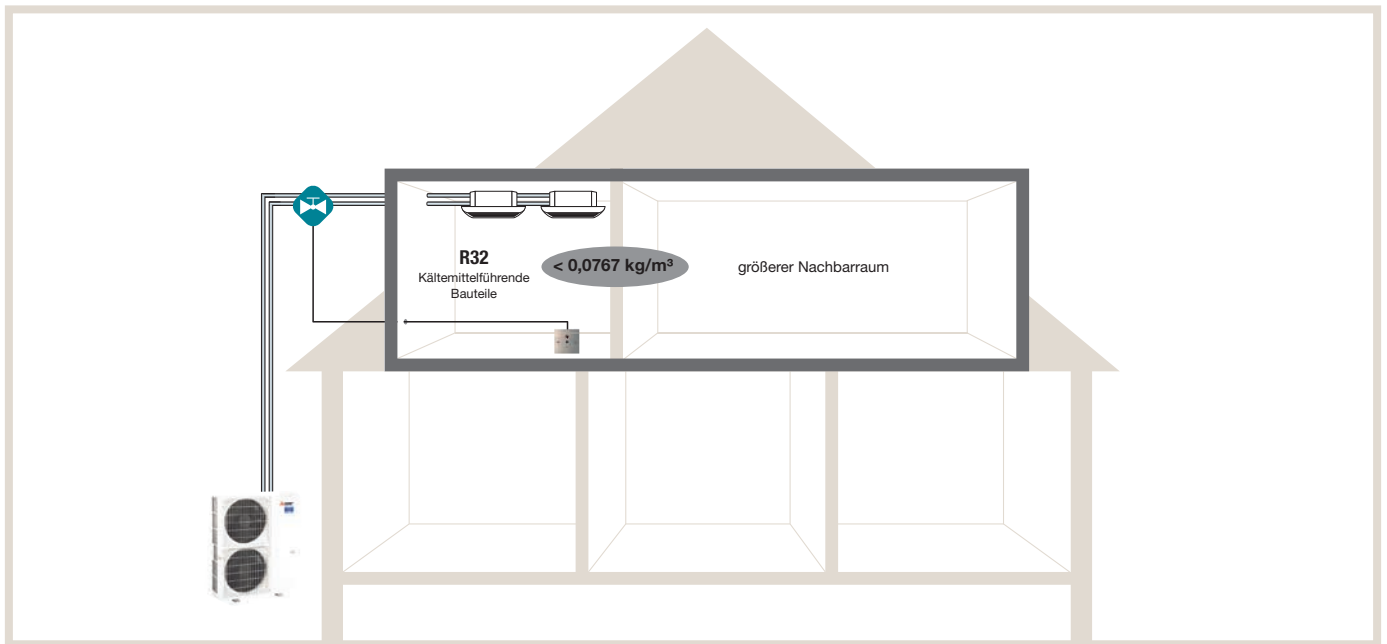 R32
Kältemittelführende
Bauteile
< 0,0767 kg/m³
größerer Nachbarraum